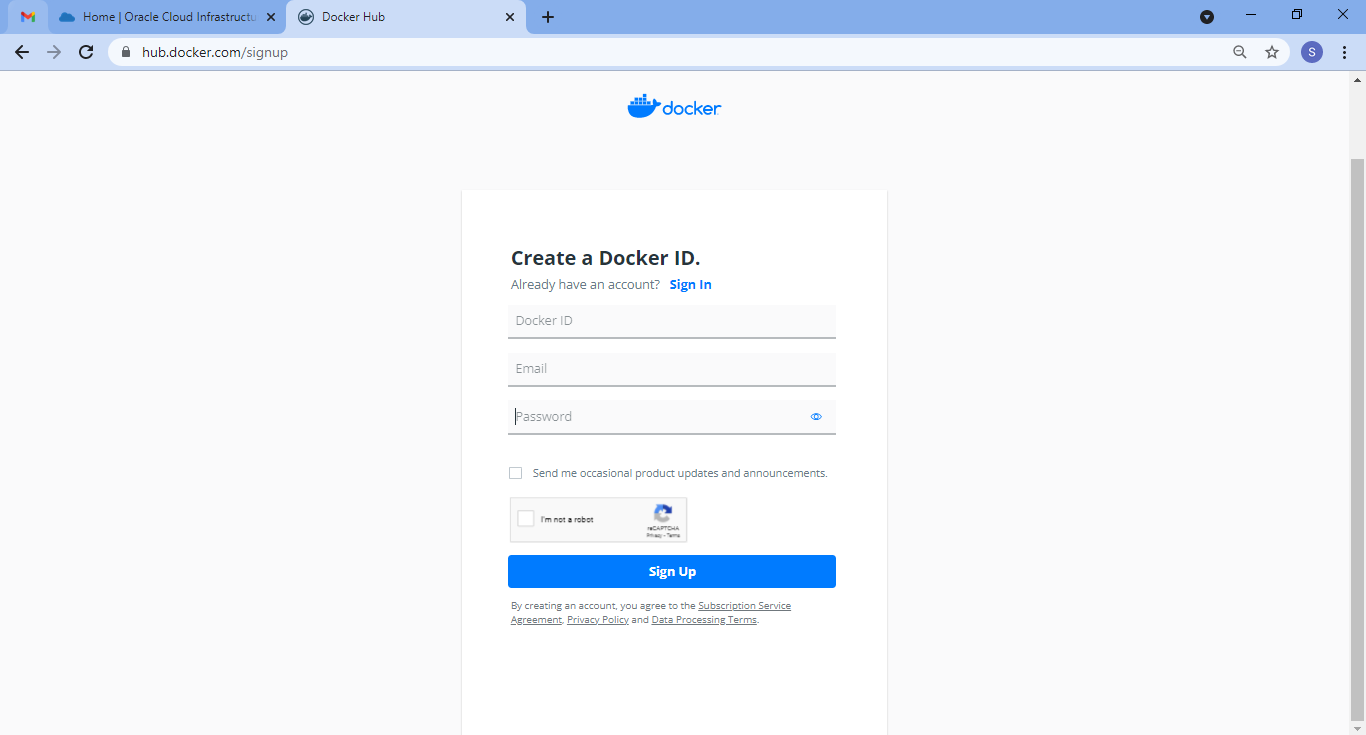 Home | Oracle Cloud Infrastructu
Docker Hub
hub.docker.com/signup
S
docker
Create a Docker ID.
Already have an account? Sign In
Docker ID
Email
Password
Send me occasional product updates and announcements.
I'm not a robot
reCAPTCHA
Privacy - Terms
Sign Up
By creating an account, you agree to the Subscription Service
Agreement, Privacy Policy and Data Processing Terms.